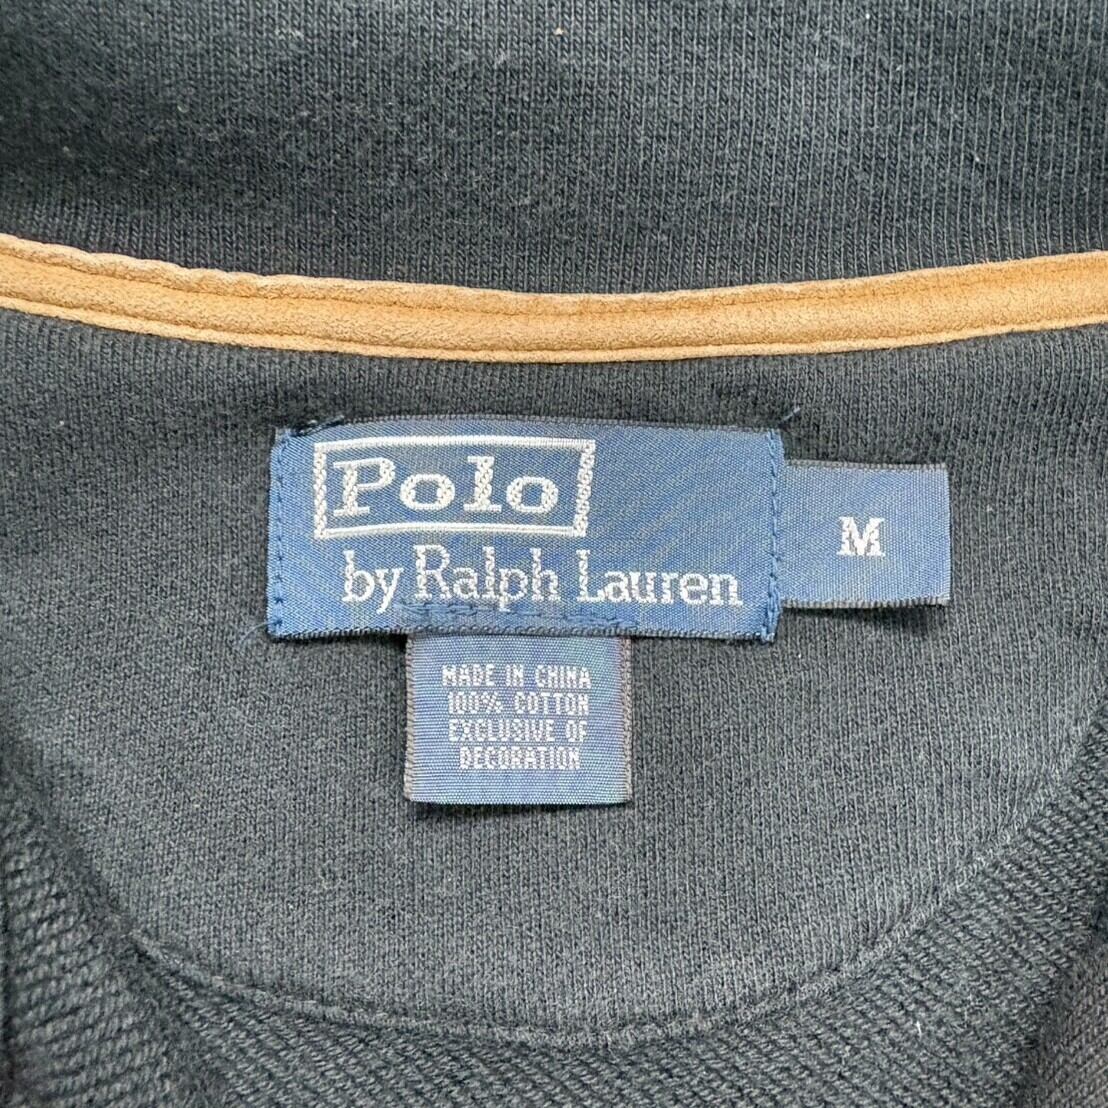 Polo
by Ralph Lauren
M
MADE IN CHINA
100% COTTON
EXCLUSIVE OF
DECORATION